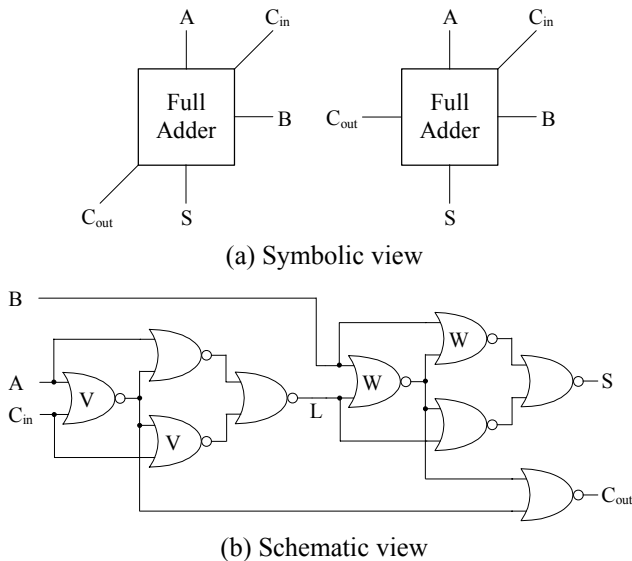 A C_in A C_in
Full Adder B C_out Full Adder B
C_out S S
(a) Symbolic view
B
W
A V W S
C_in L
V
C_out
(b) Schematic view